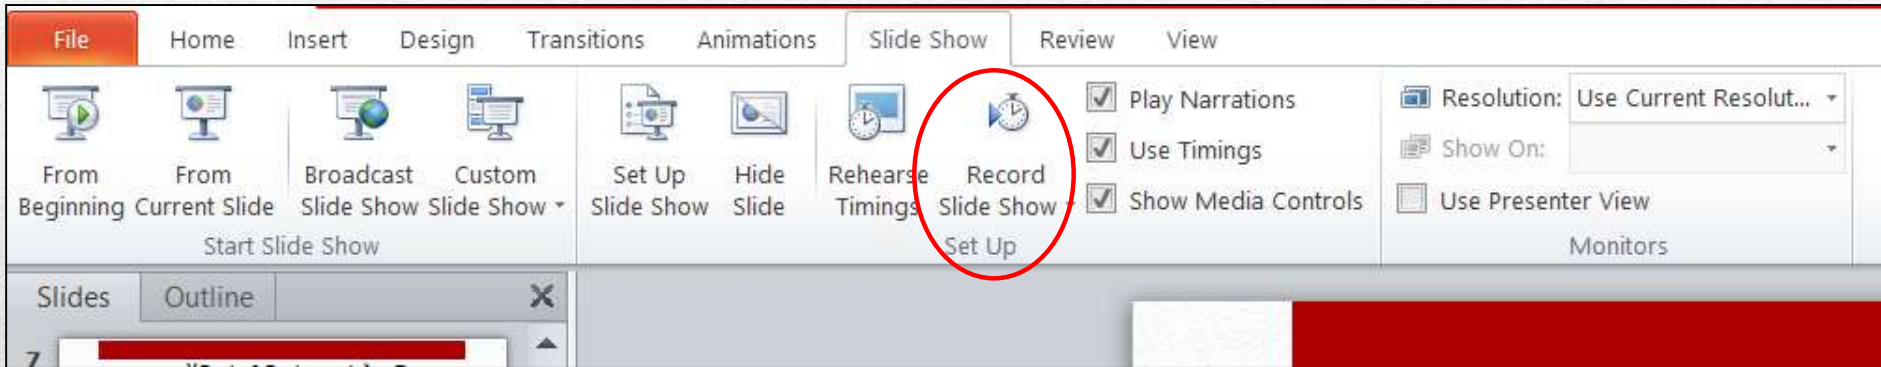 File Home Insert Design Transitions Animations Slide Show Review View
From Beginning
From Current Slide
Broadcast Slide Show
Custom Slide Show
Set Up Slide Show
Hide Slide
Rehearse Timings
Record Slide Show
Play Narrations
Use Timings
Show Media Controls
Resolution: Use Current Resolut...
Show On:
Use Presenter View
Start Slide Show
Set Up
Monitors
Slides Outline
7